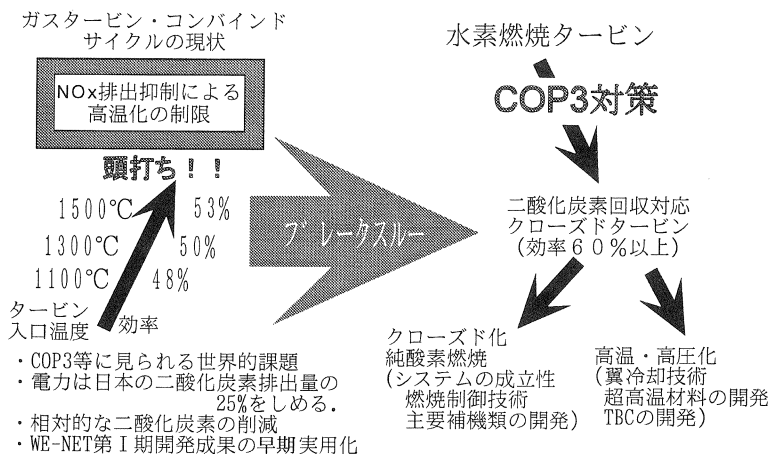 ガスタービン・コンバインド
サイクルの現状
NOx排出抑制による
高温化の制限
頭打ち！！
1500℃ 53%
1300℃ 50%
1100℃ 48%
タービン
入口温度
効率
・COP3等に見られる世界的課題
・電力は日本の二酸化炭素排出量の
25%をしめる．
・相対的な二酸化炭素の削減
・WE-NET第Ⅰ期開発成果の早期実用化
ブレークスルー
水素燃焼タービン
COP3対策
二酸化炭素回収対応
クローズドタービン
(効率６０％以上)
クローズド化
純酸素燃焼
(システムの成立性
燃焼制御技術
主要補機類の開発)
高温・高圧化
(翼冷却技術
超高温材料の開発
TBCの開発)